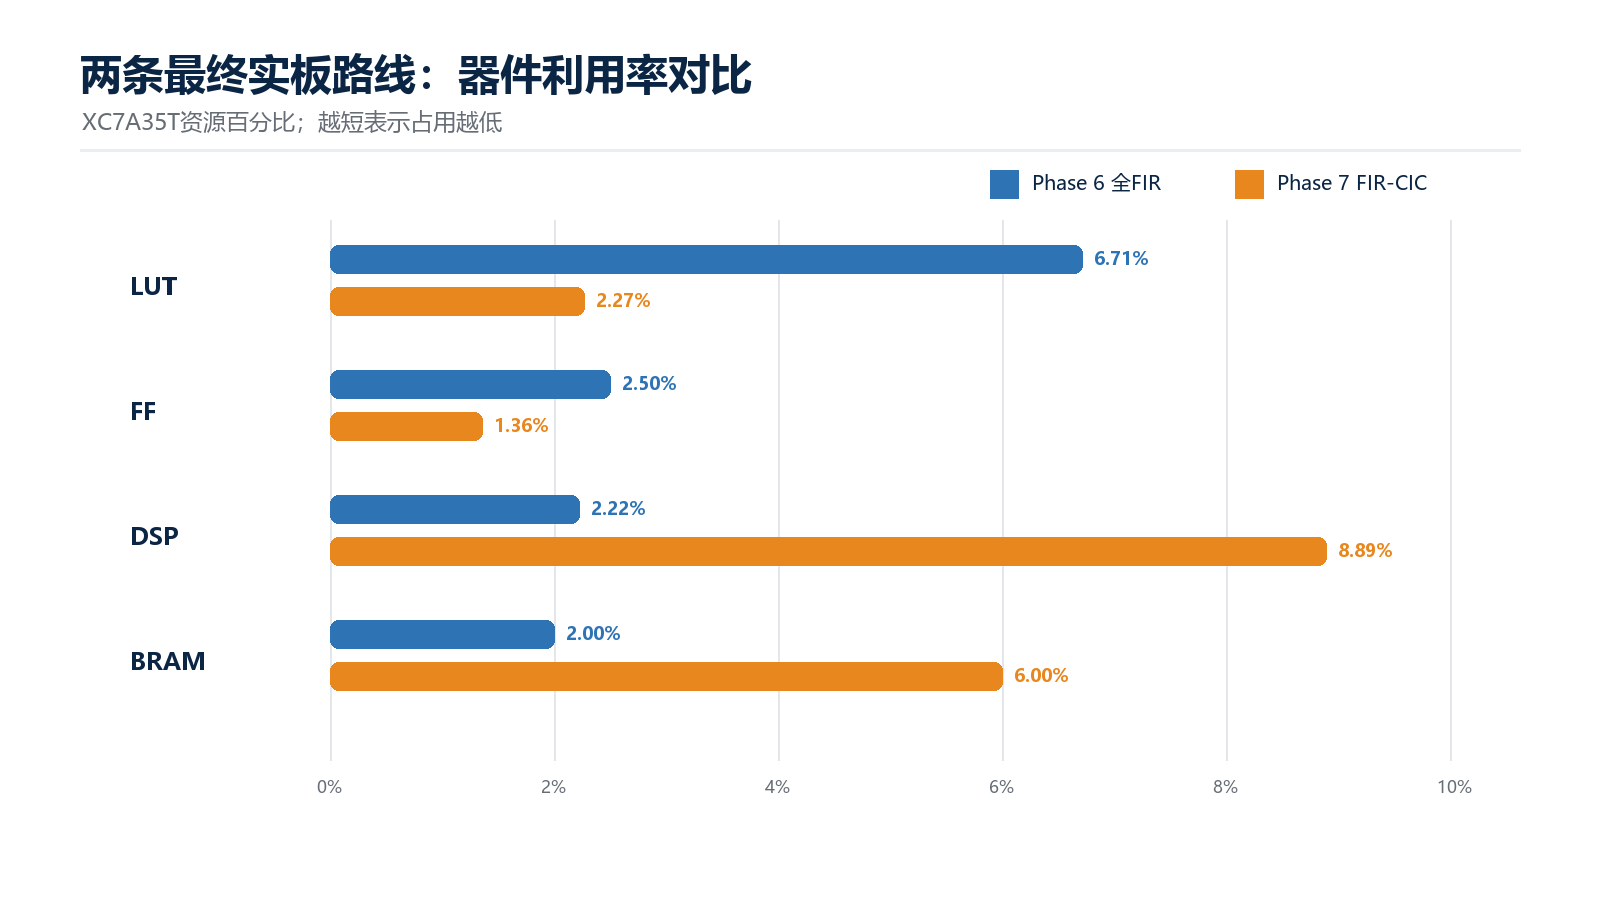 两条最终实板路线：器件利用率对比
XC7A35T资源百分比；越短表示占用越低
Phase 6 全FIR
Phase 7 FIR-CIC
LUT
6.71%
2.27%
FF
2.50%
1.36%
DSP
2.22%
8.89%
BRAM
2.00%
6.00%
0% 2% 4% 6% 8% 10%